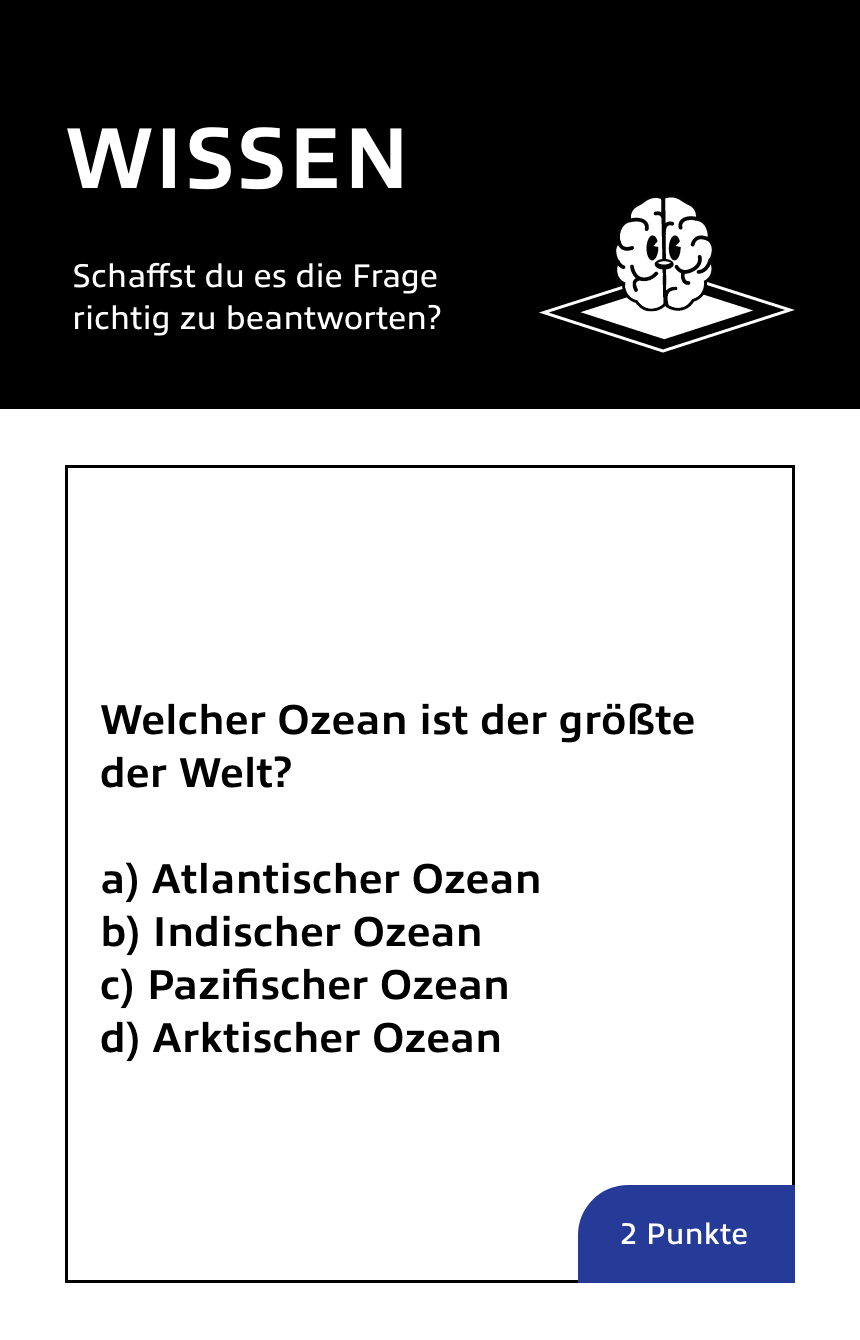 WISSEN
Schaffst du es die Frage
richtig zu beantworten?
Welcher Ozean ist der größte
der Welt?
a) Atlantischer Ozean
b) Indischer Ozean
c) Pazifischer Ozean
d) Arktischer Ozean
2 Punkte